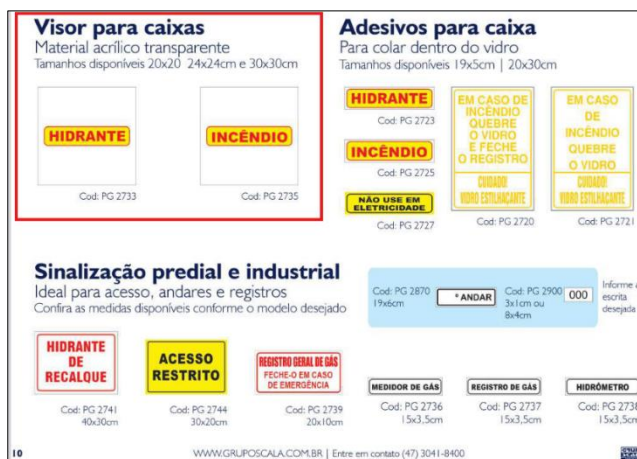 Visor para caixas
Material acrílico transparente
Tamanhos disponíveis 20x20 24x24cm e 30x30cm
HIDRANTE
INCÊNDIO
Cod: PG 2733
Cod: PG 2735
Adesivos para caixa
Para colar dentro do vidro
Tamanhos disponíveis 19x5cm | 20x30cm
HIDRANTE
Cod: PG 2723
INCÊNDIO
Cod: PG 2725
NÃO USE EM
ELETRICIDADE
Cod: PG 2727
EM CASO DE
INCÊNDIO
QUEBRE
O VIDRO
E FECHE
O REGISTRO
CUIDADO!
VIDRO ESTILHAÇANTE
Cod: PG 2720
EM CASO
DE
INCÊNDIO
QUEBRE
O VIDRO
CUIDADO!
VIDRO ESTILHAÇANTE
Cod: PG 2721
Sinalização predial e industrial
Ideal para acesso, andares e registros
Confira as medidas disponíveis conforme o modelo desejado
Cod: PG 2870
19x6cm
º ANDAR
Cod: PG 2900
3x1cm ou
8x4cm
000
Informe a
escrita
desejada
HIDRANTE
DE
RECALQUE
Cod: PG 2741
40x30cm
ACESSO
RESTRITO
Cod: PG 2744
30x20cm
REGISTRO GERAL DE GÁS
FECHE-O EM CASO
DE EMERGÊNCIA
Cod: PG 2739
20x10cm
MEDIDOR DE GÁS
Cod: PG 2736
15x3,5cm
REGISTRO DE GÁS
Cod: PG 2737
15x3,5cm
HIDRÔMETRO
Cod: PG 2738
15x3,5cm
10
WWW.GRUPOSCALA.COM.BR | Entre em contato (47) 3041-8400